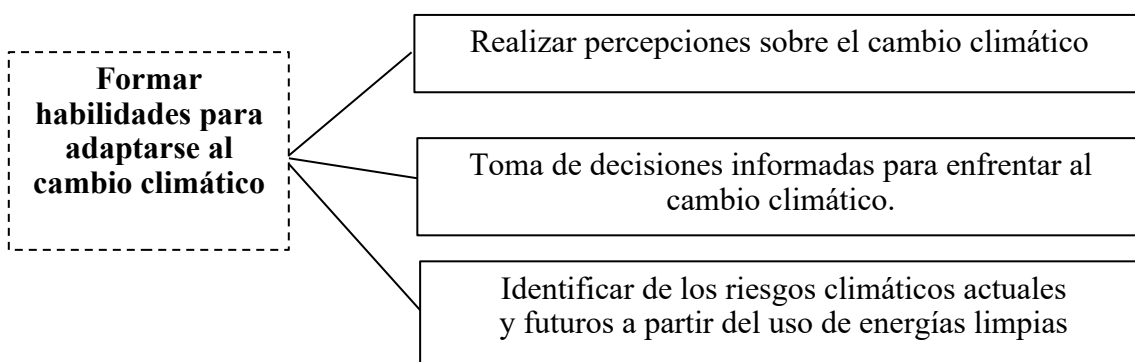 Formar
habilidades para
adaptarse al
cambio climático
Realizar percepciones sobre el cambio climático
Toma de decisiones informadas para enfrentar al
cambio climático.
Identificar de los riesgos climáticos actuales
y futuros a partir del uso de energías limpias